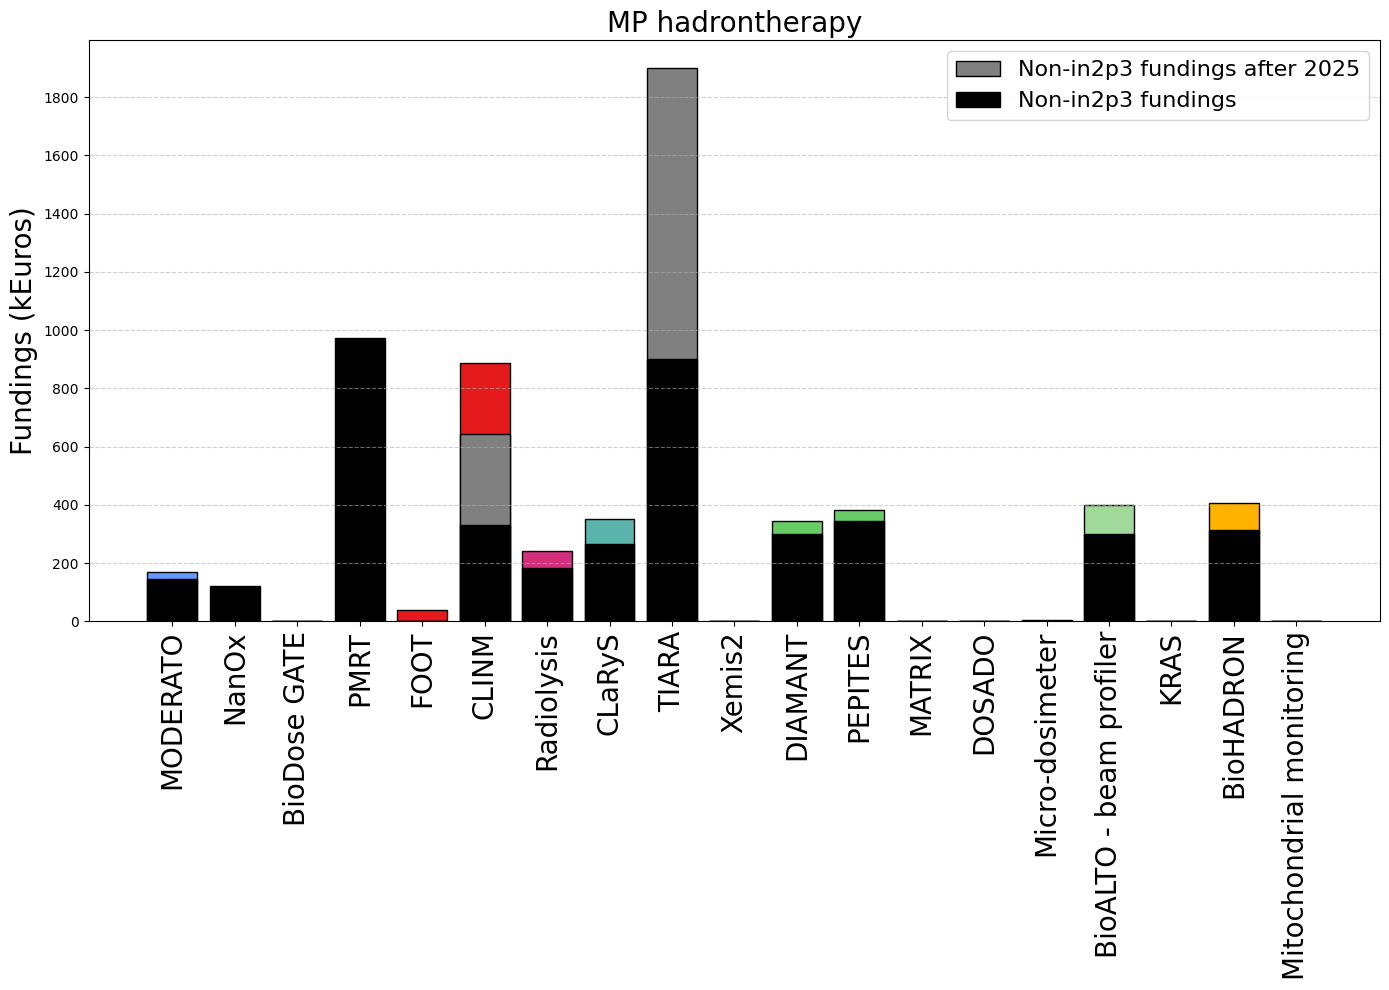 MP hadrontherapy
Non-in2p3 fundings after 2025
Non-in2p3 fundings
Fundings (kEuros)
1800
1600
1400
1200
1000
800
600
400
200
0
MODERATO
NanOx
BioDose GATE
PMRT
FOOT
CLINM
Radiolysis
CLaRyS
TIARA
Xemis2
DIAMANT
PEPITES
MATRIX
DOSADO
Micro-dosimeter
BioALTO - beam profiler
KRAS
BioHADRON
Mitochondrial monitoring